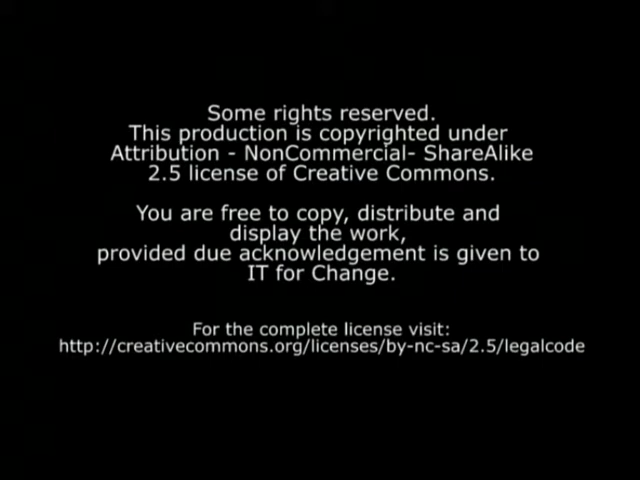 Some rights reserved.
This production is copyrighted under
Attribution - NonCommercial- ShareAlike
2.5 license of Creative Commons.
You are free to copy, distribute and
display the work,
provided due acknowledgement is given to
IT for Change.
For the complete license visit:
http://creativecommons.org/licenses/by-nc-sa/2.5/legalcode